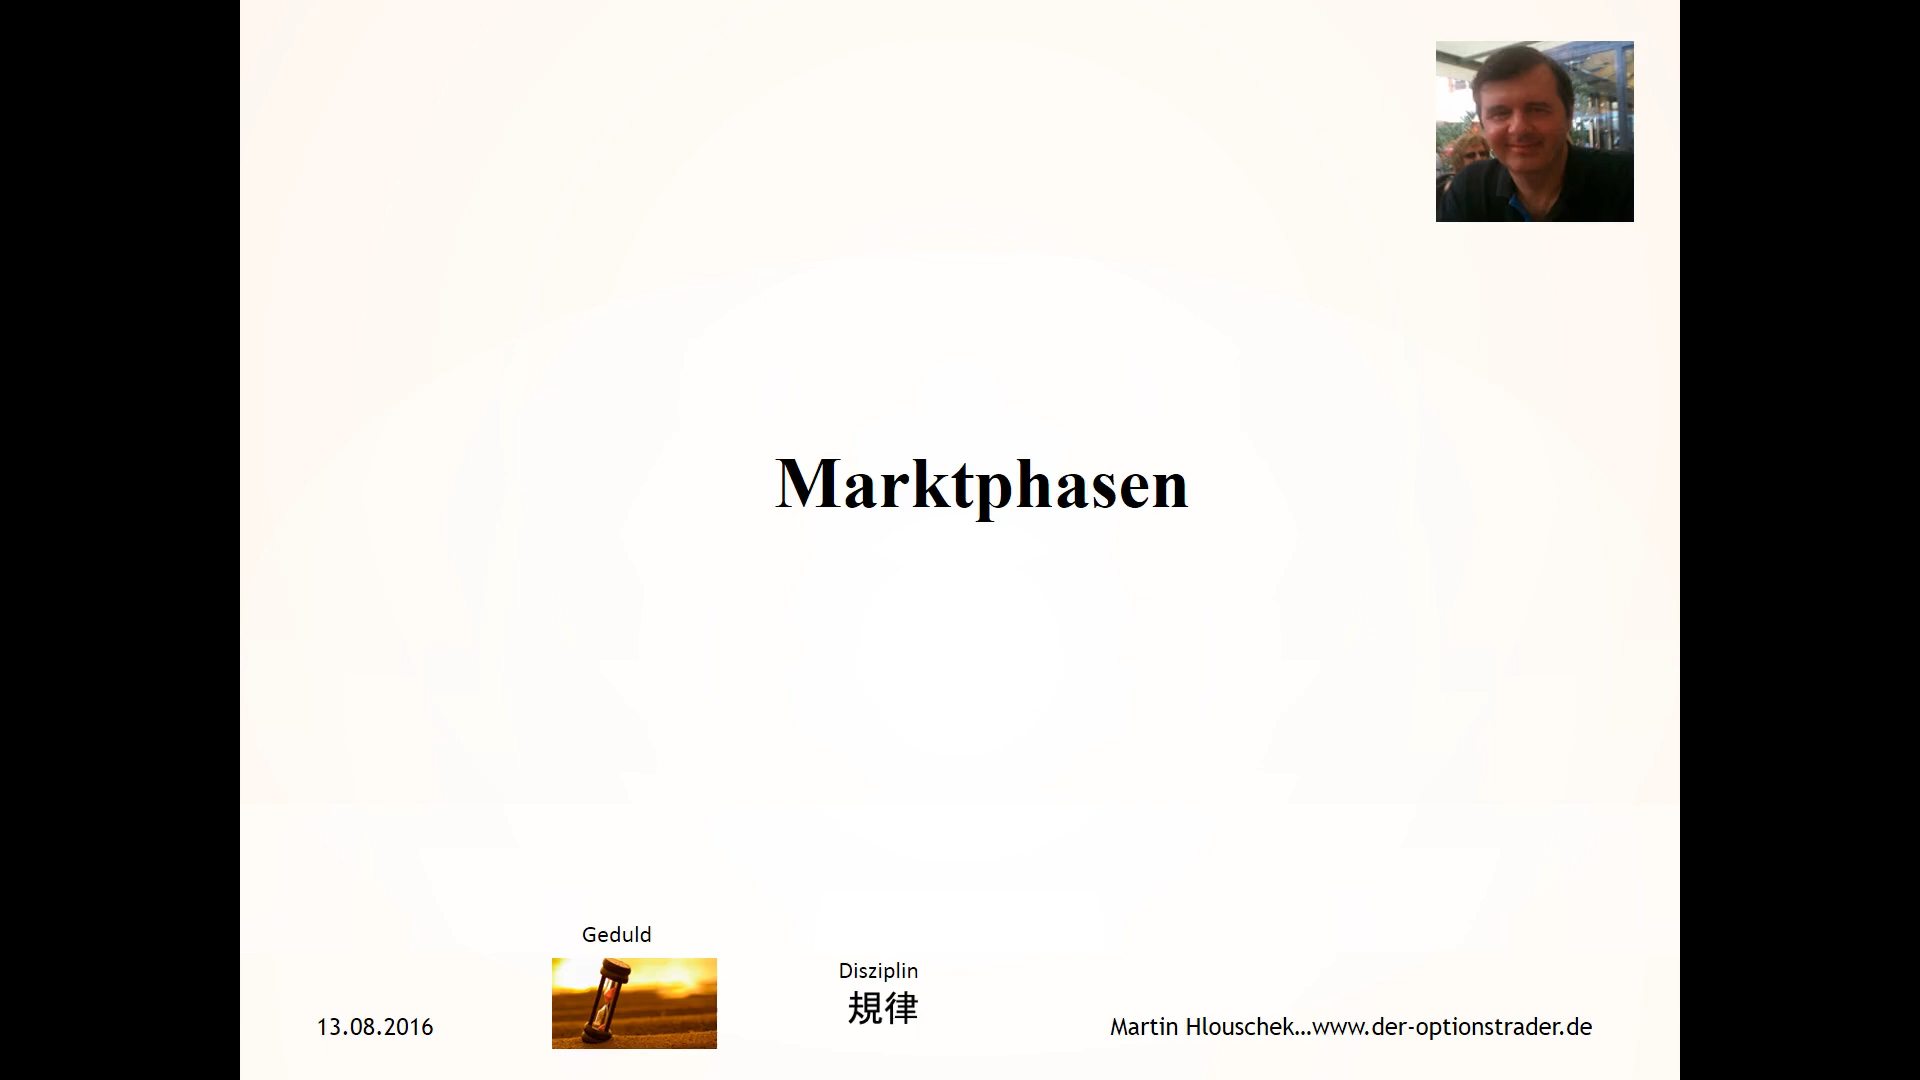 Marktphasen
Geduld
Disziplin
規律
13.08.2016
Martin Hlouschek...www.der-optionstrader.de